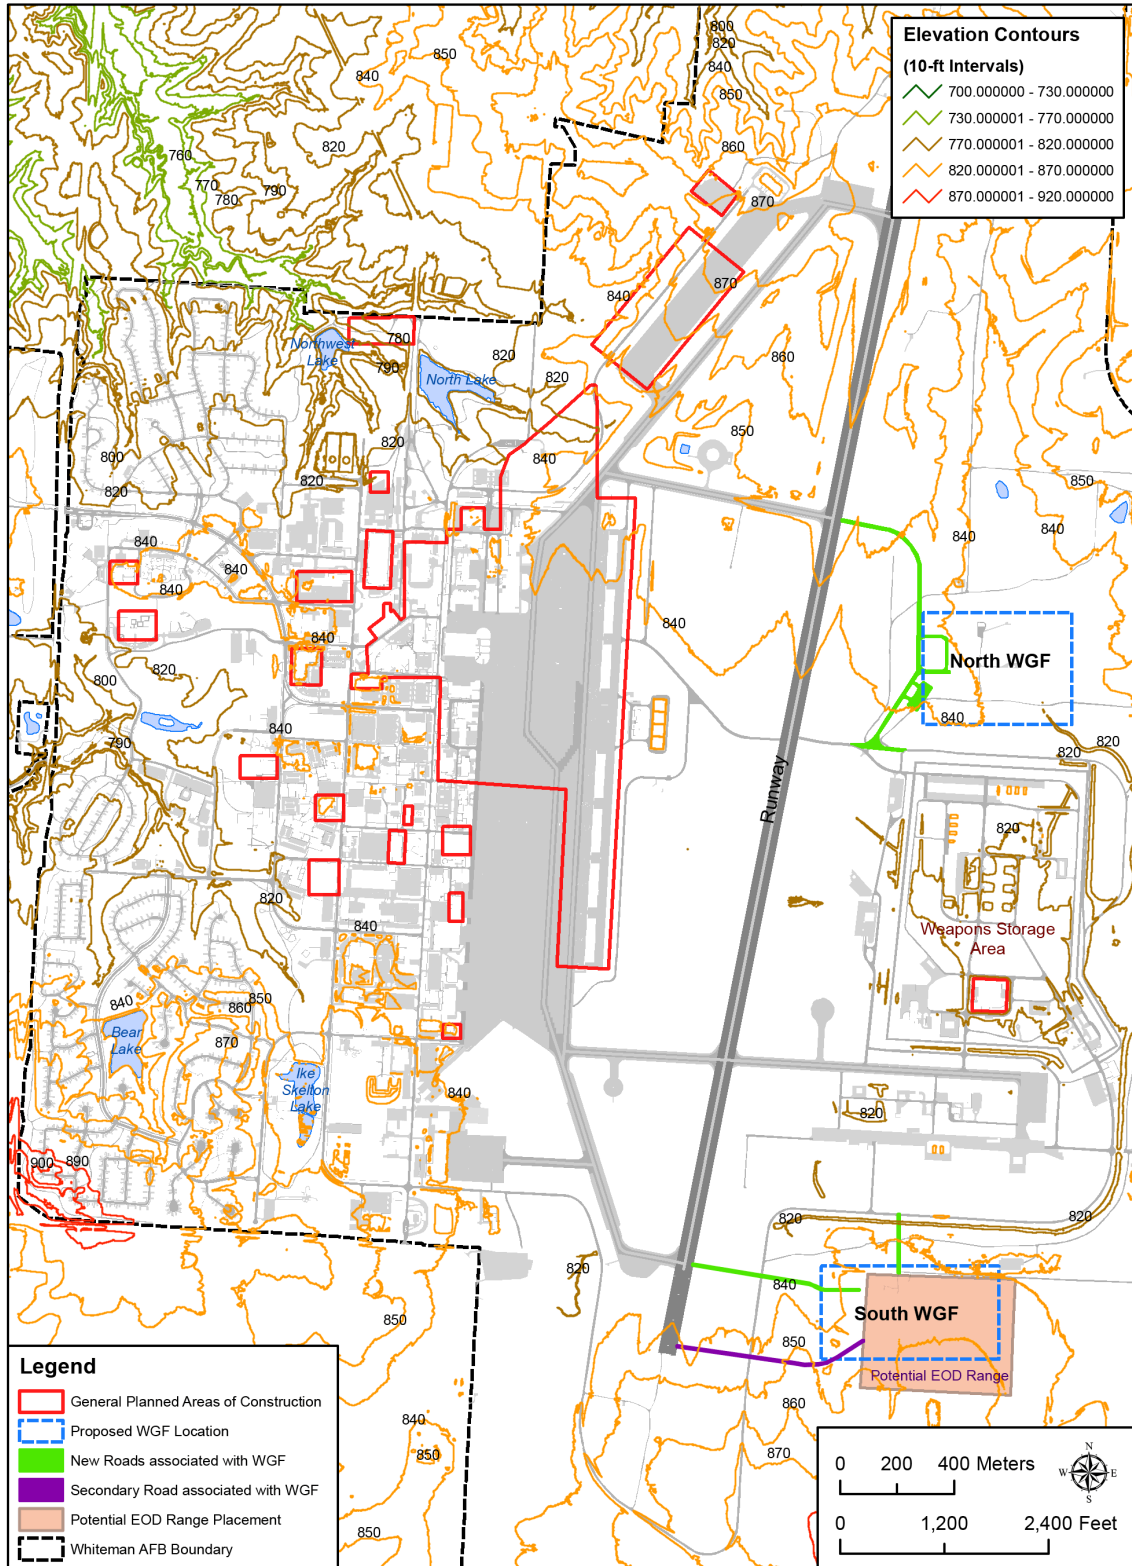 Elevation Contours
(10-ft Intervals)
700.000000 - 730.000000
730.000001 - 770.000000
770.000001 - 820.000000
820.000001 - 870.000000
870.000001 - 920.000000
800
820
840
850
850
840
860
870
870
840
760
770
780
820
790
Northwest
Lake
780
790
North Lake
820
820
840
860
850
850
840
840
800
820
820
820
840
840
840
840
840
North WGF
840
820
820
820
800
790
840
Runway
820
Weapons Storage
Area
820
840
840
850
860
870
Bear
Lake
Ike
Skelton
Lake
840
820
900
890
820
820
820
840
South WGF
850
Potential EOD Range
850
860
870
840
850
850
Legend
General Planned Areas of Construction
Proposed WGF Location
New Roads associated with WGF
Secondary Road associated with WGF
Potential EOD Range Placement
Whiteman AFB Boundary
0 200 400 Meters
N
W E
S
0 1,200 2,400 Feet